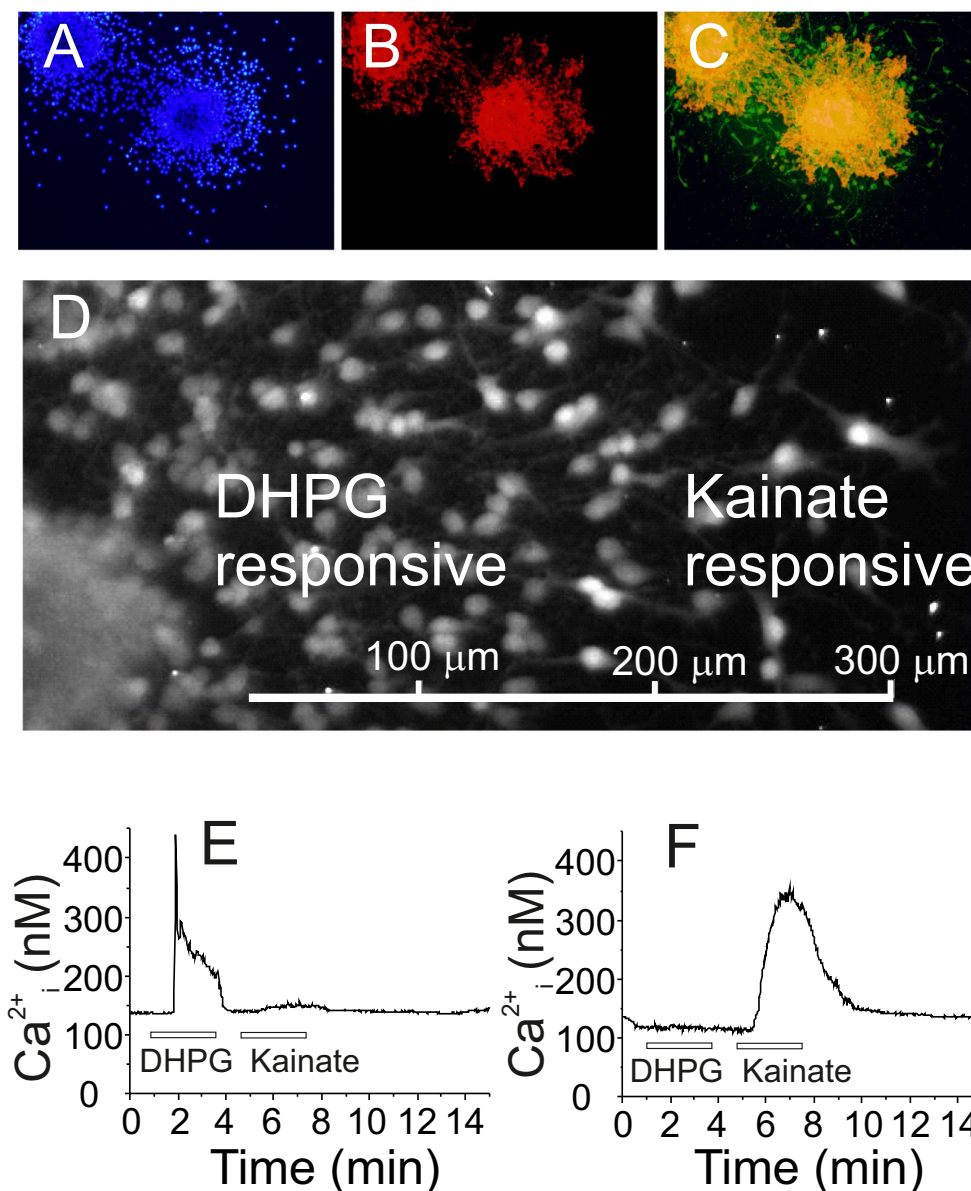 A
B
C
D
DHPG
responsive
Kainate
responsive
100 μm
200 μm
300 μm
E
400
300
200
100
0
Ca²⁺ᵢ (nM)
DHPG
Kainate
0 2 4 6 8 10 12 14
Time (min)
F
400
300
200
100
0
Ca²⁺ᵢ (nM)
DHPG
Kainate
0 2 4 6 8 10 12 14
Time (min)